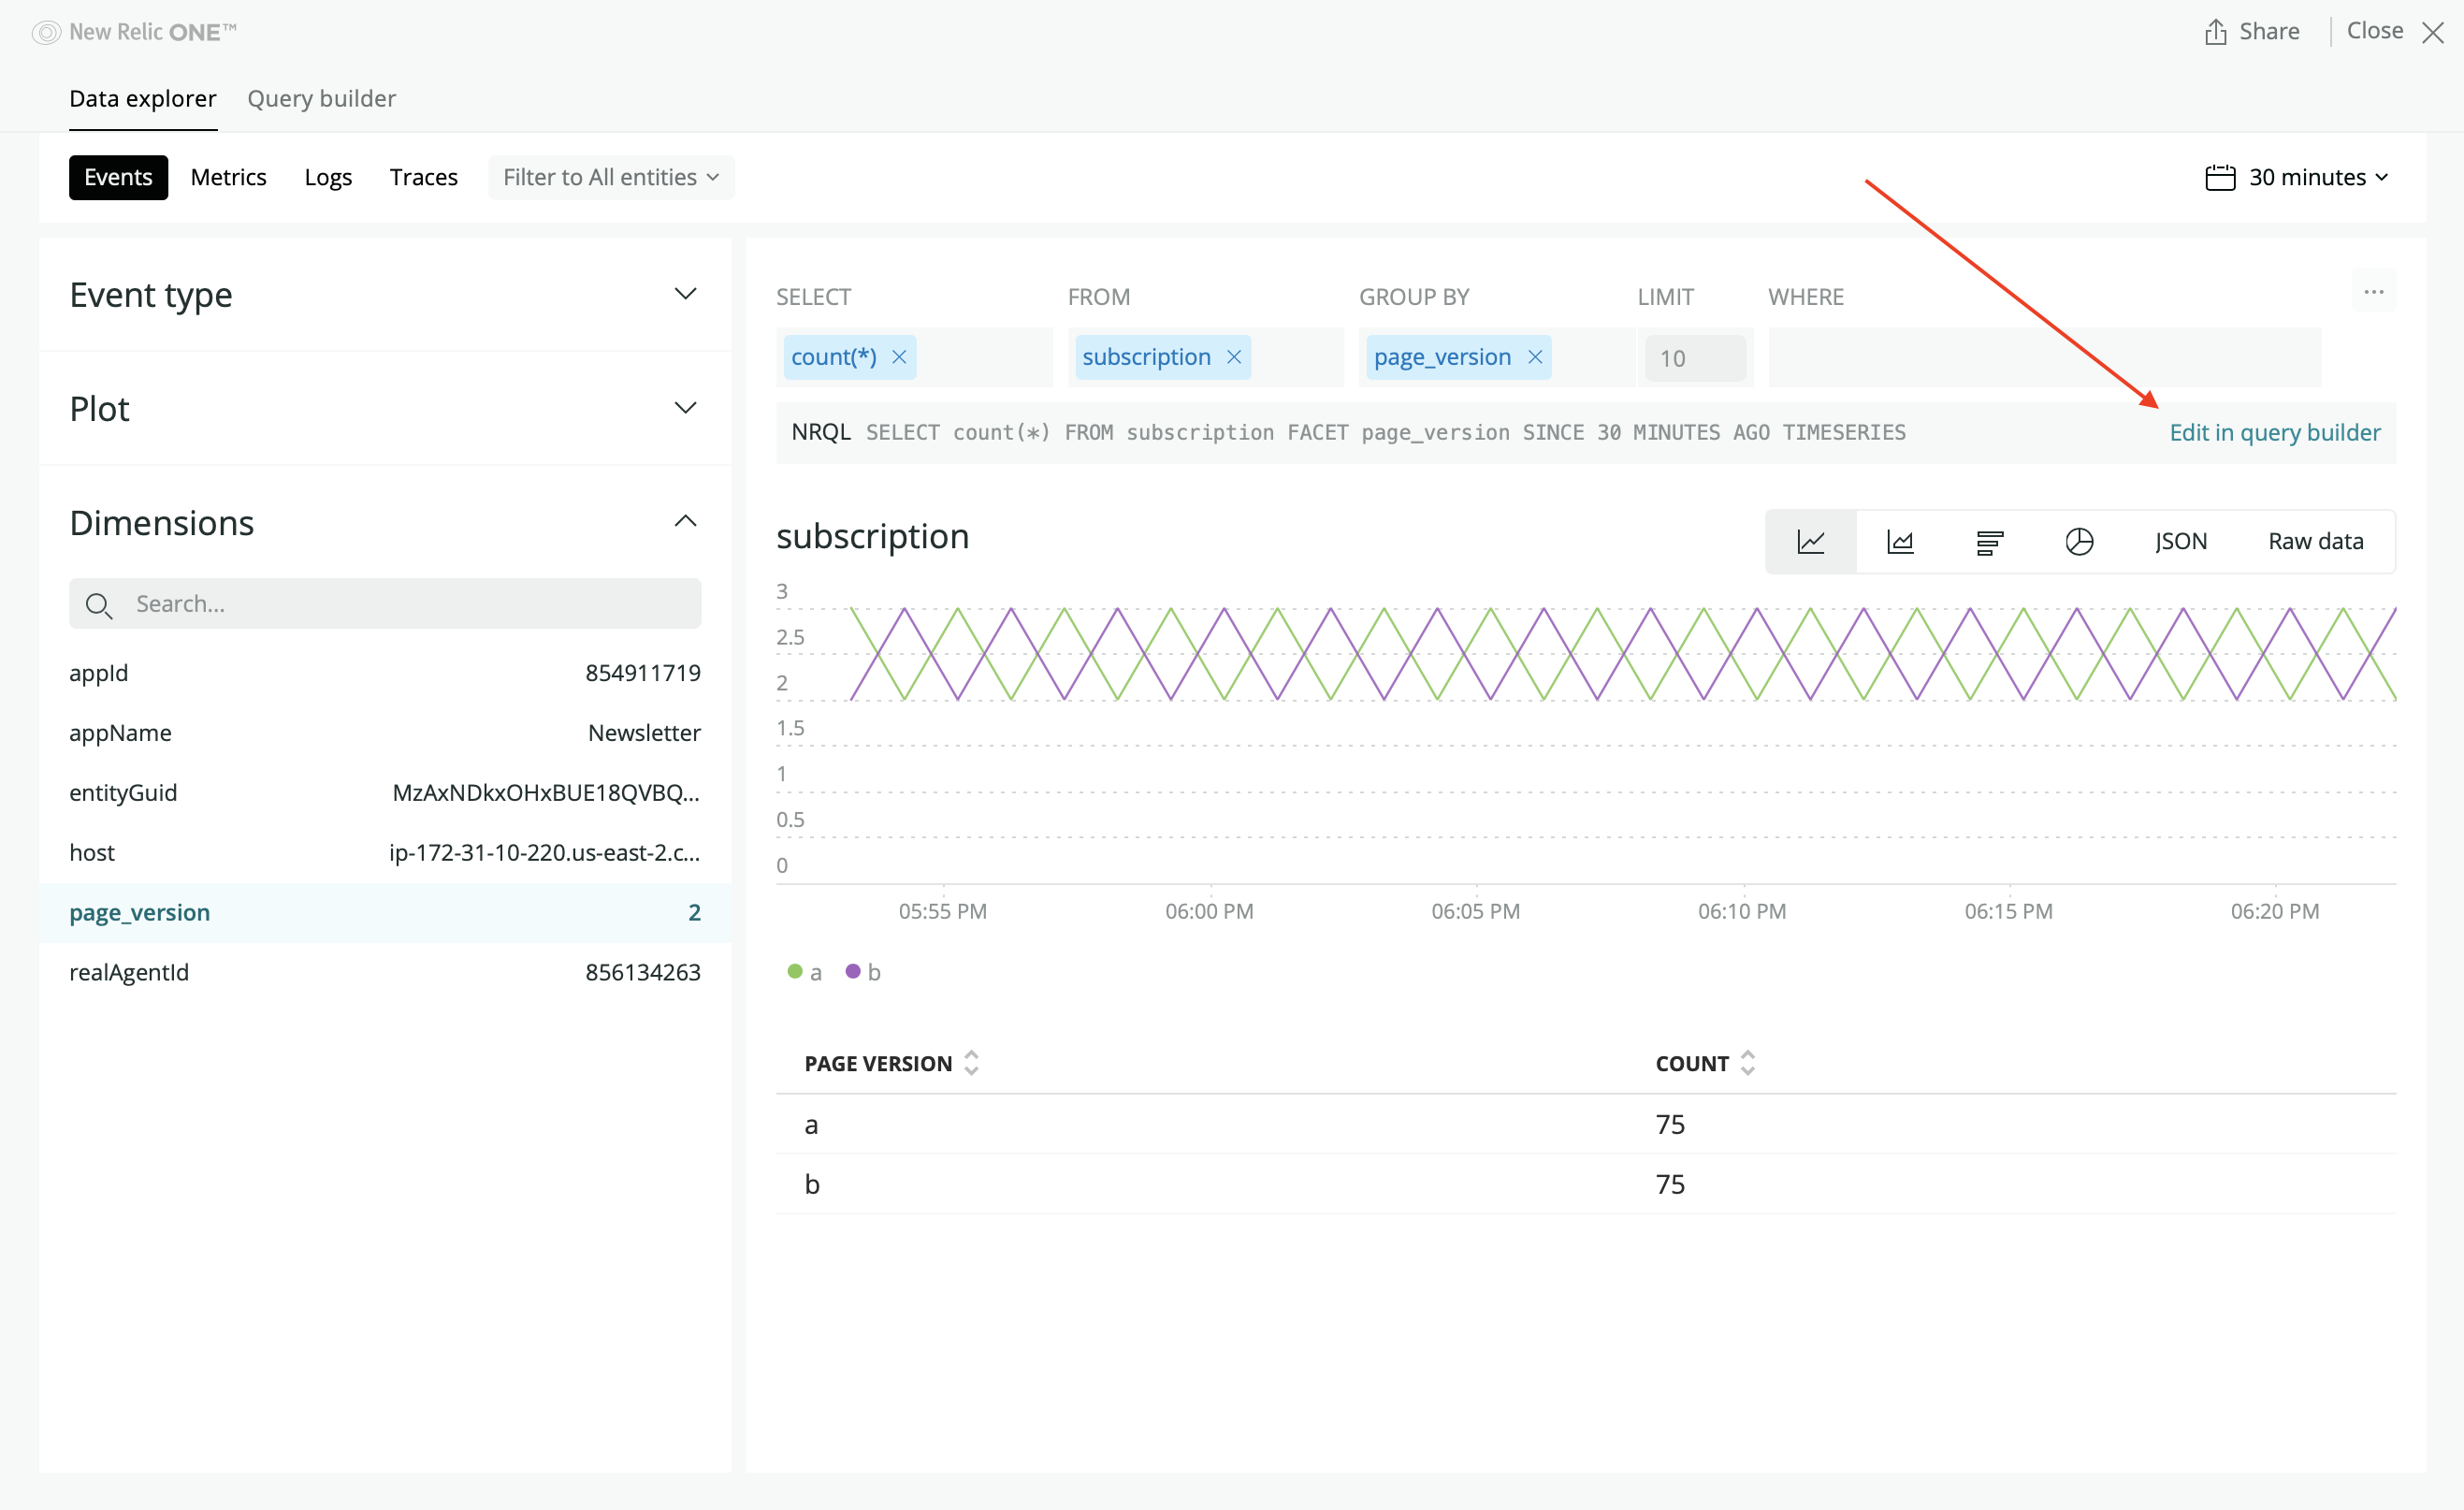 New Relic ONE™
Share
Close
Data explorer
Query builder
Events
Metrics
Logs
Traces
Filter to All entities
30 minutes
Event type
Plot
Dimensions
Search...
appId 854911719
appName Newsletter
entityGuid MzAxNDkxOHxBUE18QVBQ...
host ip-172-31-10-220.us-east-2.c...
page_version 2
realAgentId 856134263
SELECT FROM GROUP BY LIMIT WHERE
...
count(*) subscription page_version 10
NRQL SELECT count(*) FROM subscription FACET page_version SINCE 30 MINUTES AGO TIMESERIES
Edit in query builder
subscription
JSON
Raw data
3
2.5
2
1.5
1
0.5
0
05:55 PM 06:00 PM 06:05 PM 06:10 PM 06:15 PM 06:20 PM
a b
PAGE VERSION COUNT
a 75
b 75